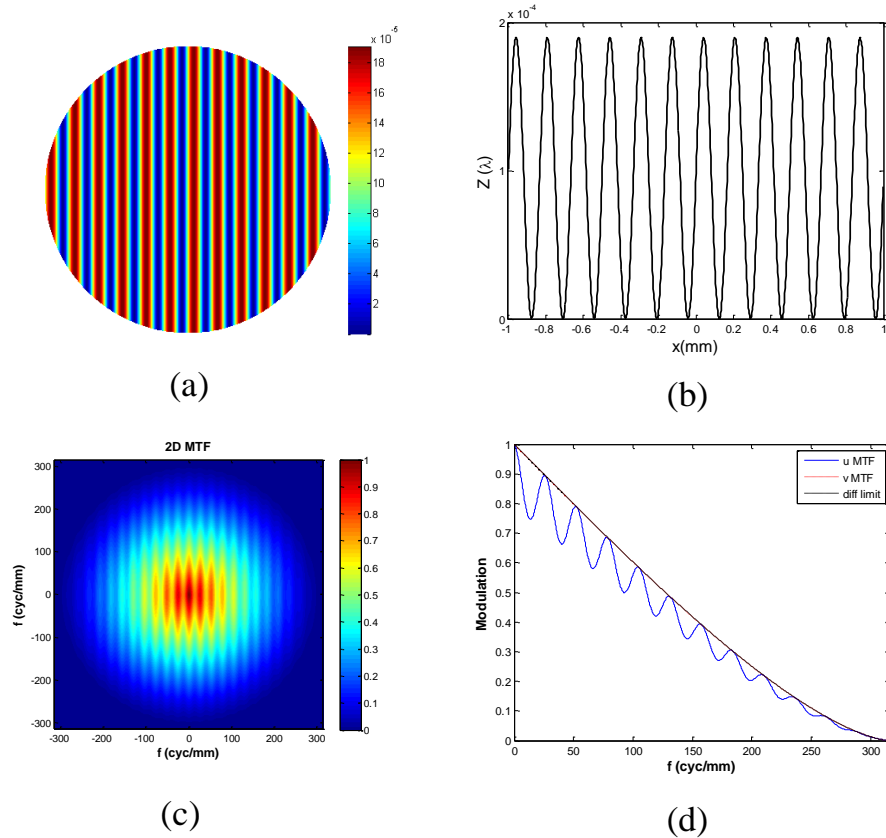 x 10⁻⁵
18
16
14
12
10
8
6
4
2
(a)
x 10⁻⁴
2
1
0
Z (λ)
-1 -0.8 -0.6 -0.4 -0.2 0 0.2 0.4 0.6 0.8 1
x(mm)
(b)
2D MTF
300
200
100
0
-100
-200
-300
f (cyc/mm)
-300 -200 -100 0 100 200 300
f (cyc/mm)
1
0.9
0.8
0.7
0.6
0.5
0.4
0.3
0.2
0.1
0
(c)
1
0.9
0.8
0.7
0.6
0.5
0.4
0.3
0.2
0.1
0
Modulation
0 50 100 150 200 250 300
f (cyc/mm)
u MTF
v MTF
diff limit
(d)